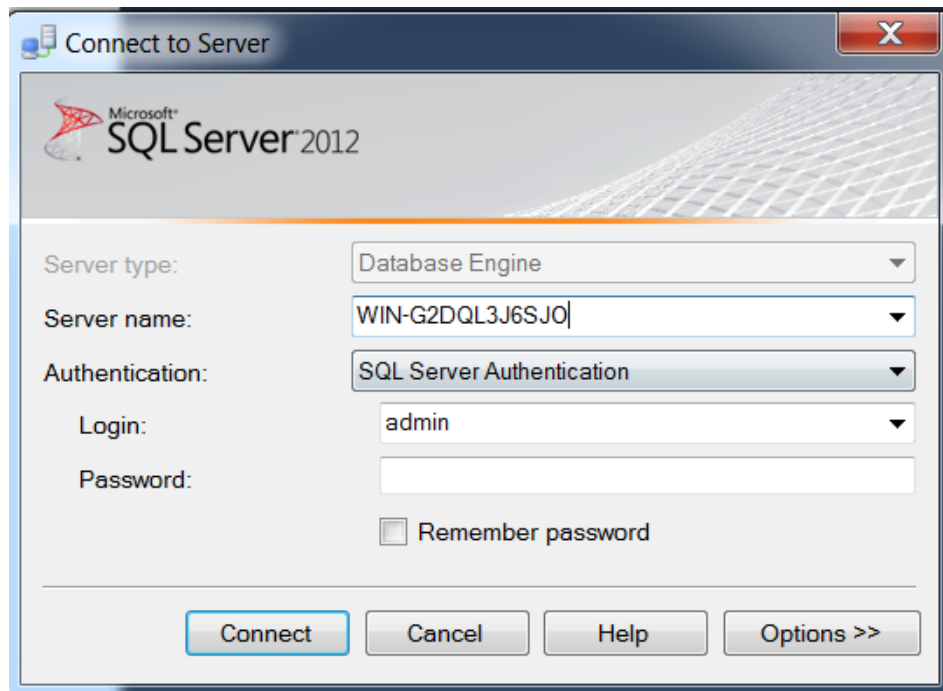 Connect to Server
Microsoft®
SQL Server® 2012
Server type: Database Engine
Server name: WIN-G2DQL3J6SJO
Authentication: SQL Server Authentication
Login: admin
Password:
Remember password
Connect Cancel Help Options >>